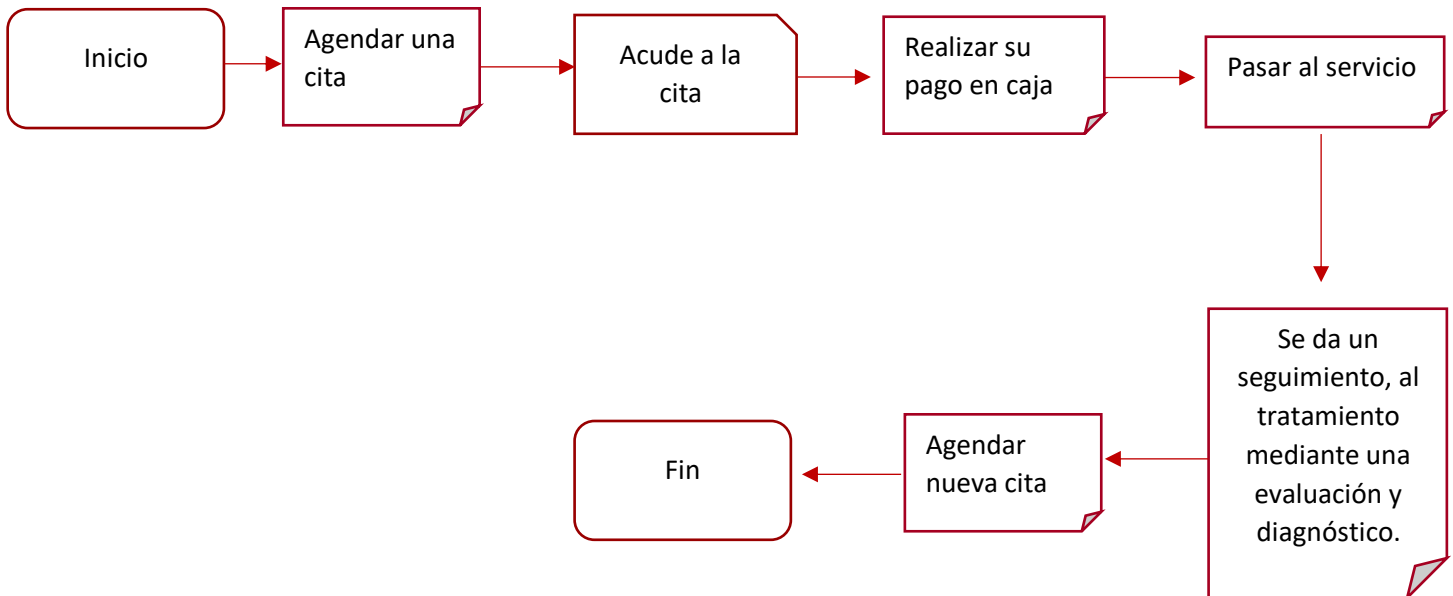 Inicio
Agendar una
cita
Acude a la
cita
Realizar su
pago en caja
Pasar al servicio
Se da un
seguimiento, al
tratamiento
mediante una
evaluación y
diagnóstico.
Agendar
nueva cita
Fin